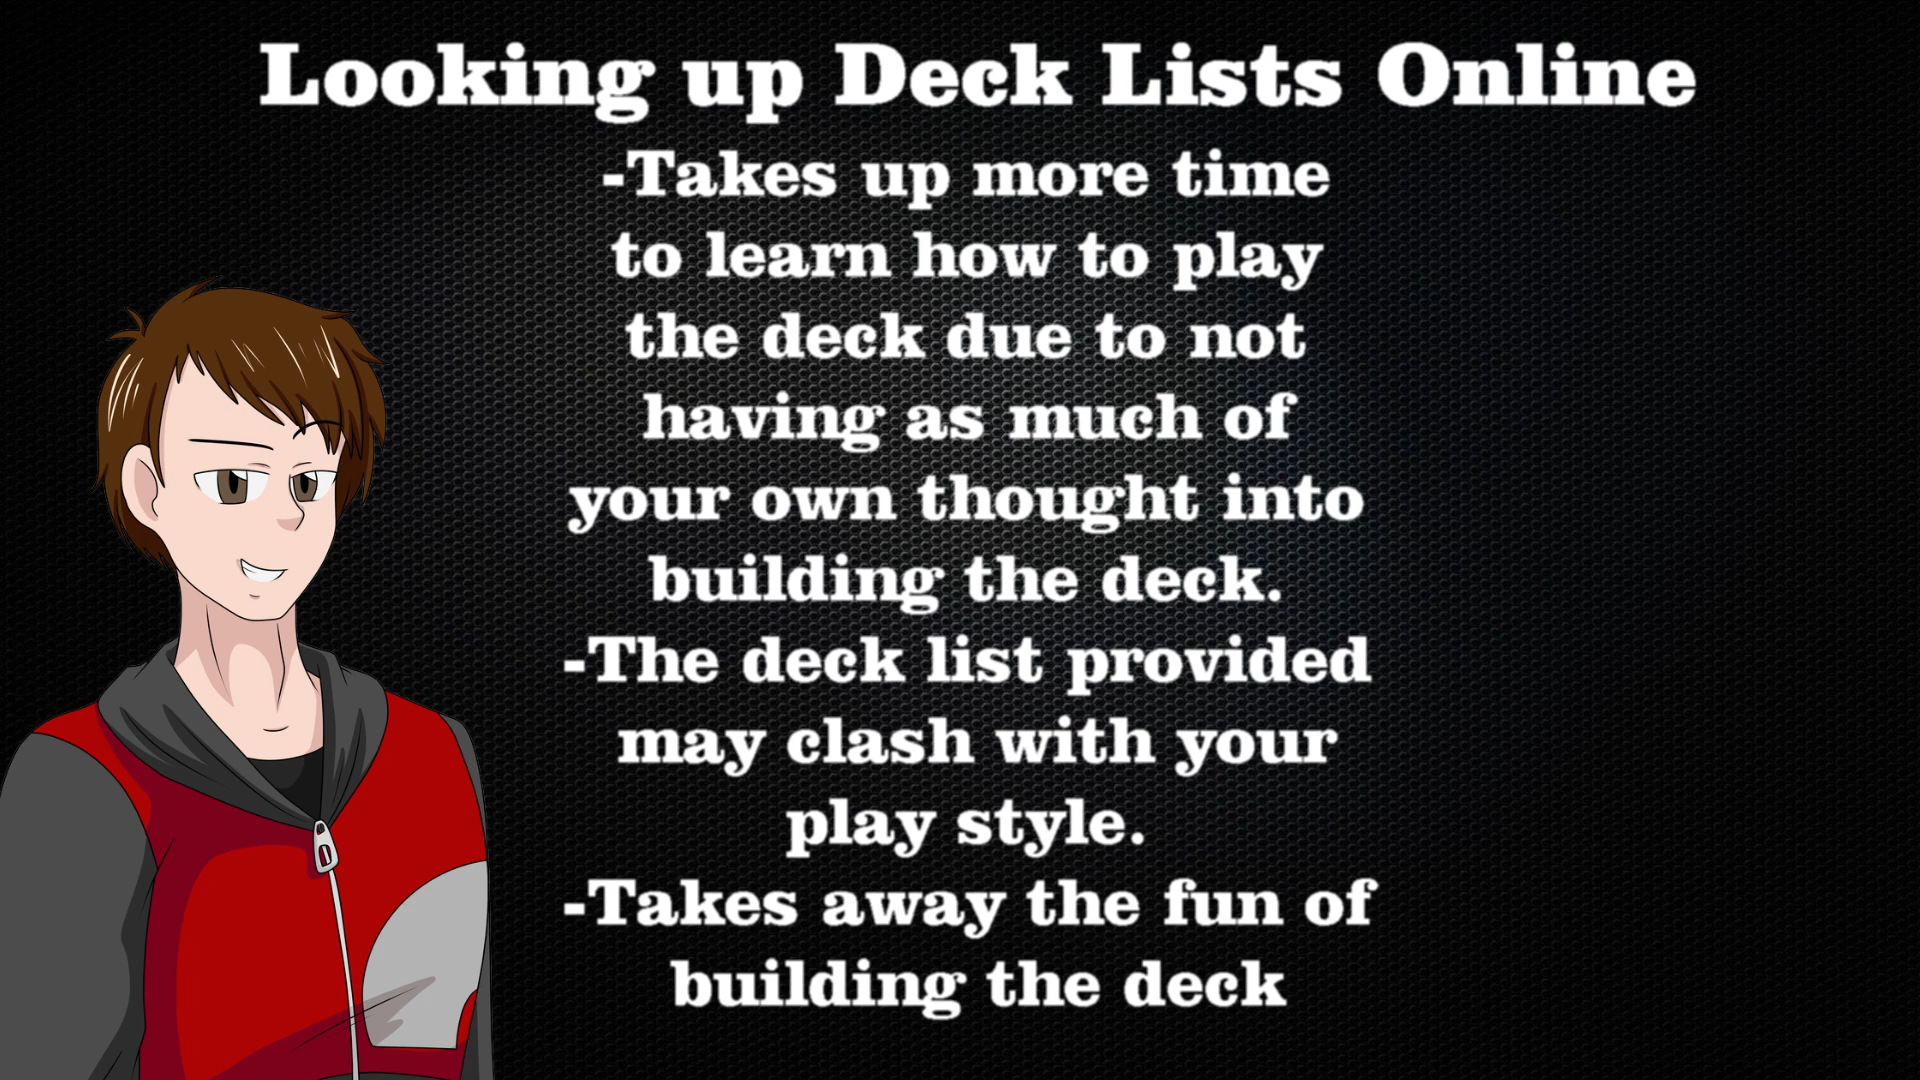 Looking up Deck Lists Online
-Takes up more time
to learn how to play
the deck due to not
having as much of
your own thought into
building the deck.
-The deck list provided
may clash with your
play style.
-Takes away the fun of
building the deck